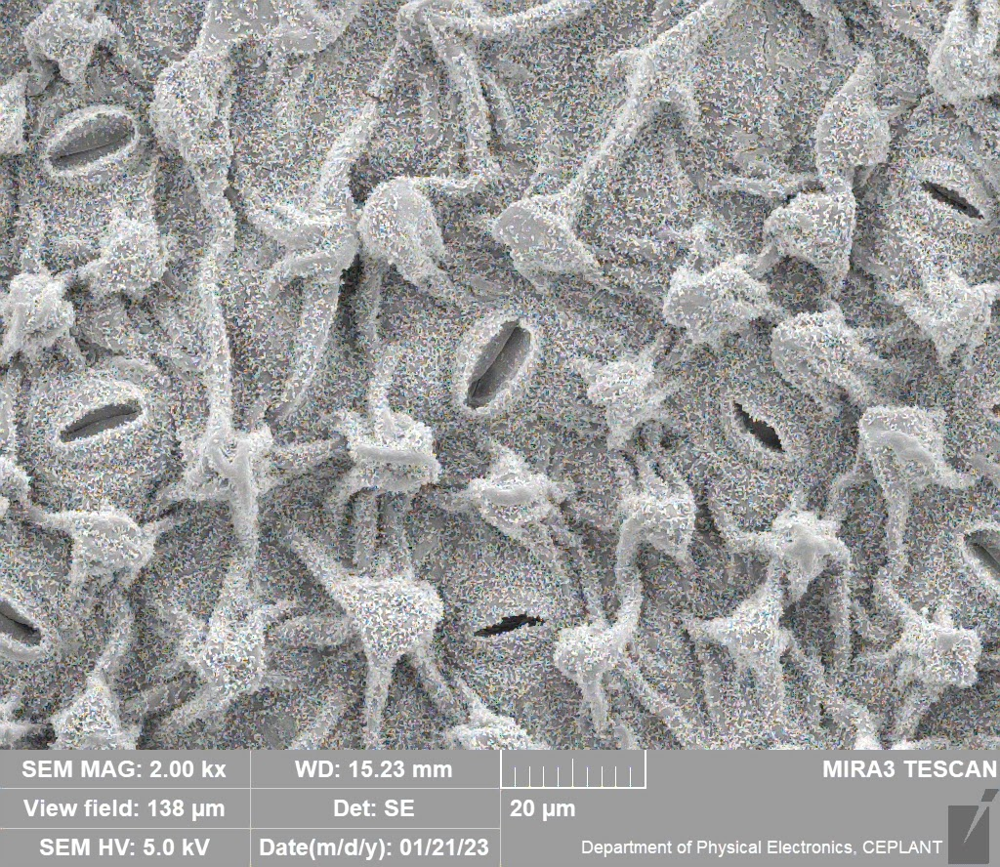 SEM MAG: 2.00 kx
WD: 15.23 mm
MIRA3 TESCAN
View field: 138 µm
Det: SE
20 µm
SEM HV: 5.0 kV
Date(m/d/y): 01/21/23
Department of Physical Electronics, CEPLANT